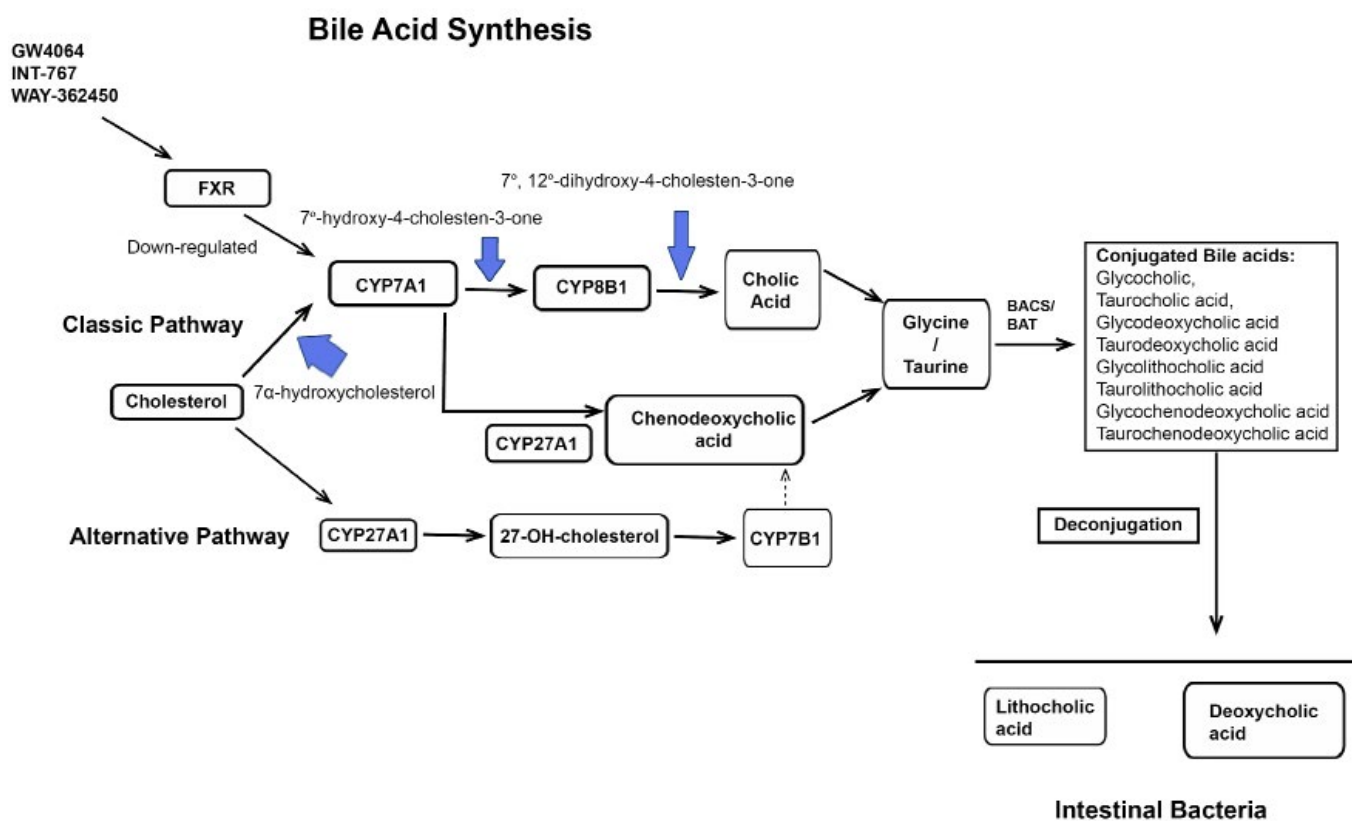 Bile Acid Synthesis
GW4064
INT-767
WAY-362450
FXR
Down-regulated
7°-hydroxy-4-cholesten-3-one
7°, 12°-dihydroxy-4-cholesten-3-one
CYP7A1
CYP8B1
Cholic
Acid
Classic Pathway
7α-hydroxycholesterol
Cholesterol
CYP27A1
Chenodeoxycholic
acid
Glycine
/
Taurine
BACS/
BAT
Conjugated Bile acids:
Glycocholic,
Taurocholic acid,
Glycodeoxycholic acid
Taurodeoxycholic acid
Glycolithocholic acid
Taurolithocholic acid
Glycochenodeoxycholic acid
Taurochenodeoxycholic acid
Alternative Pathway
CYP27A1
27-OH-cholesterol
CYP7B1
Deconjugation
Lithocholic
acid
Deoxycholic
acid
Intestinal Bacteria